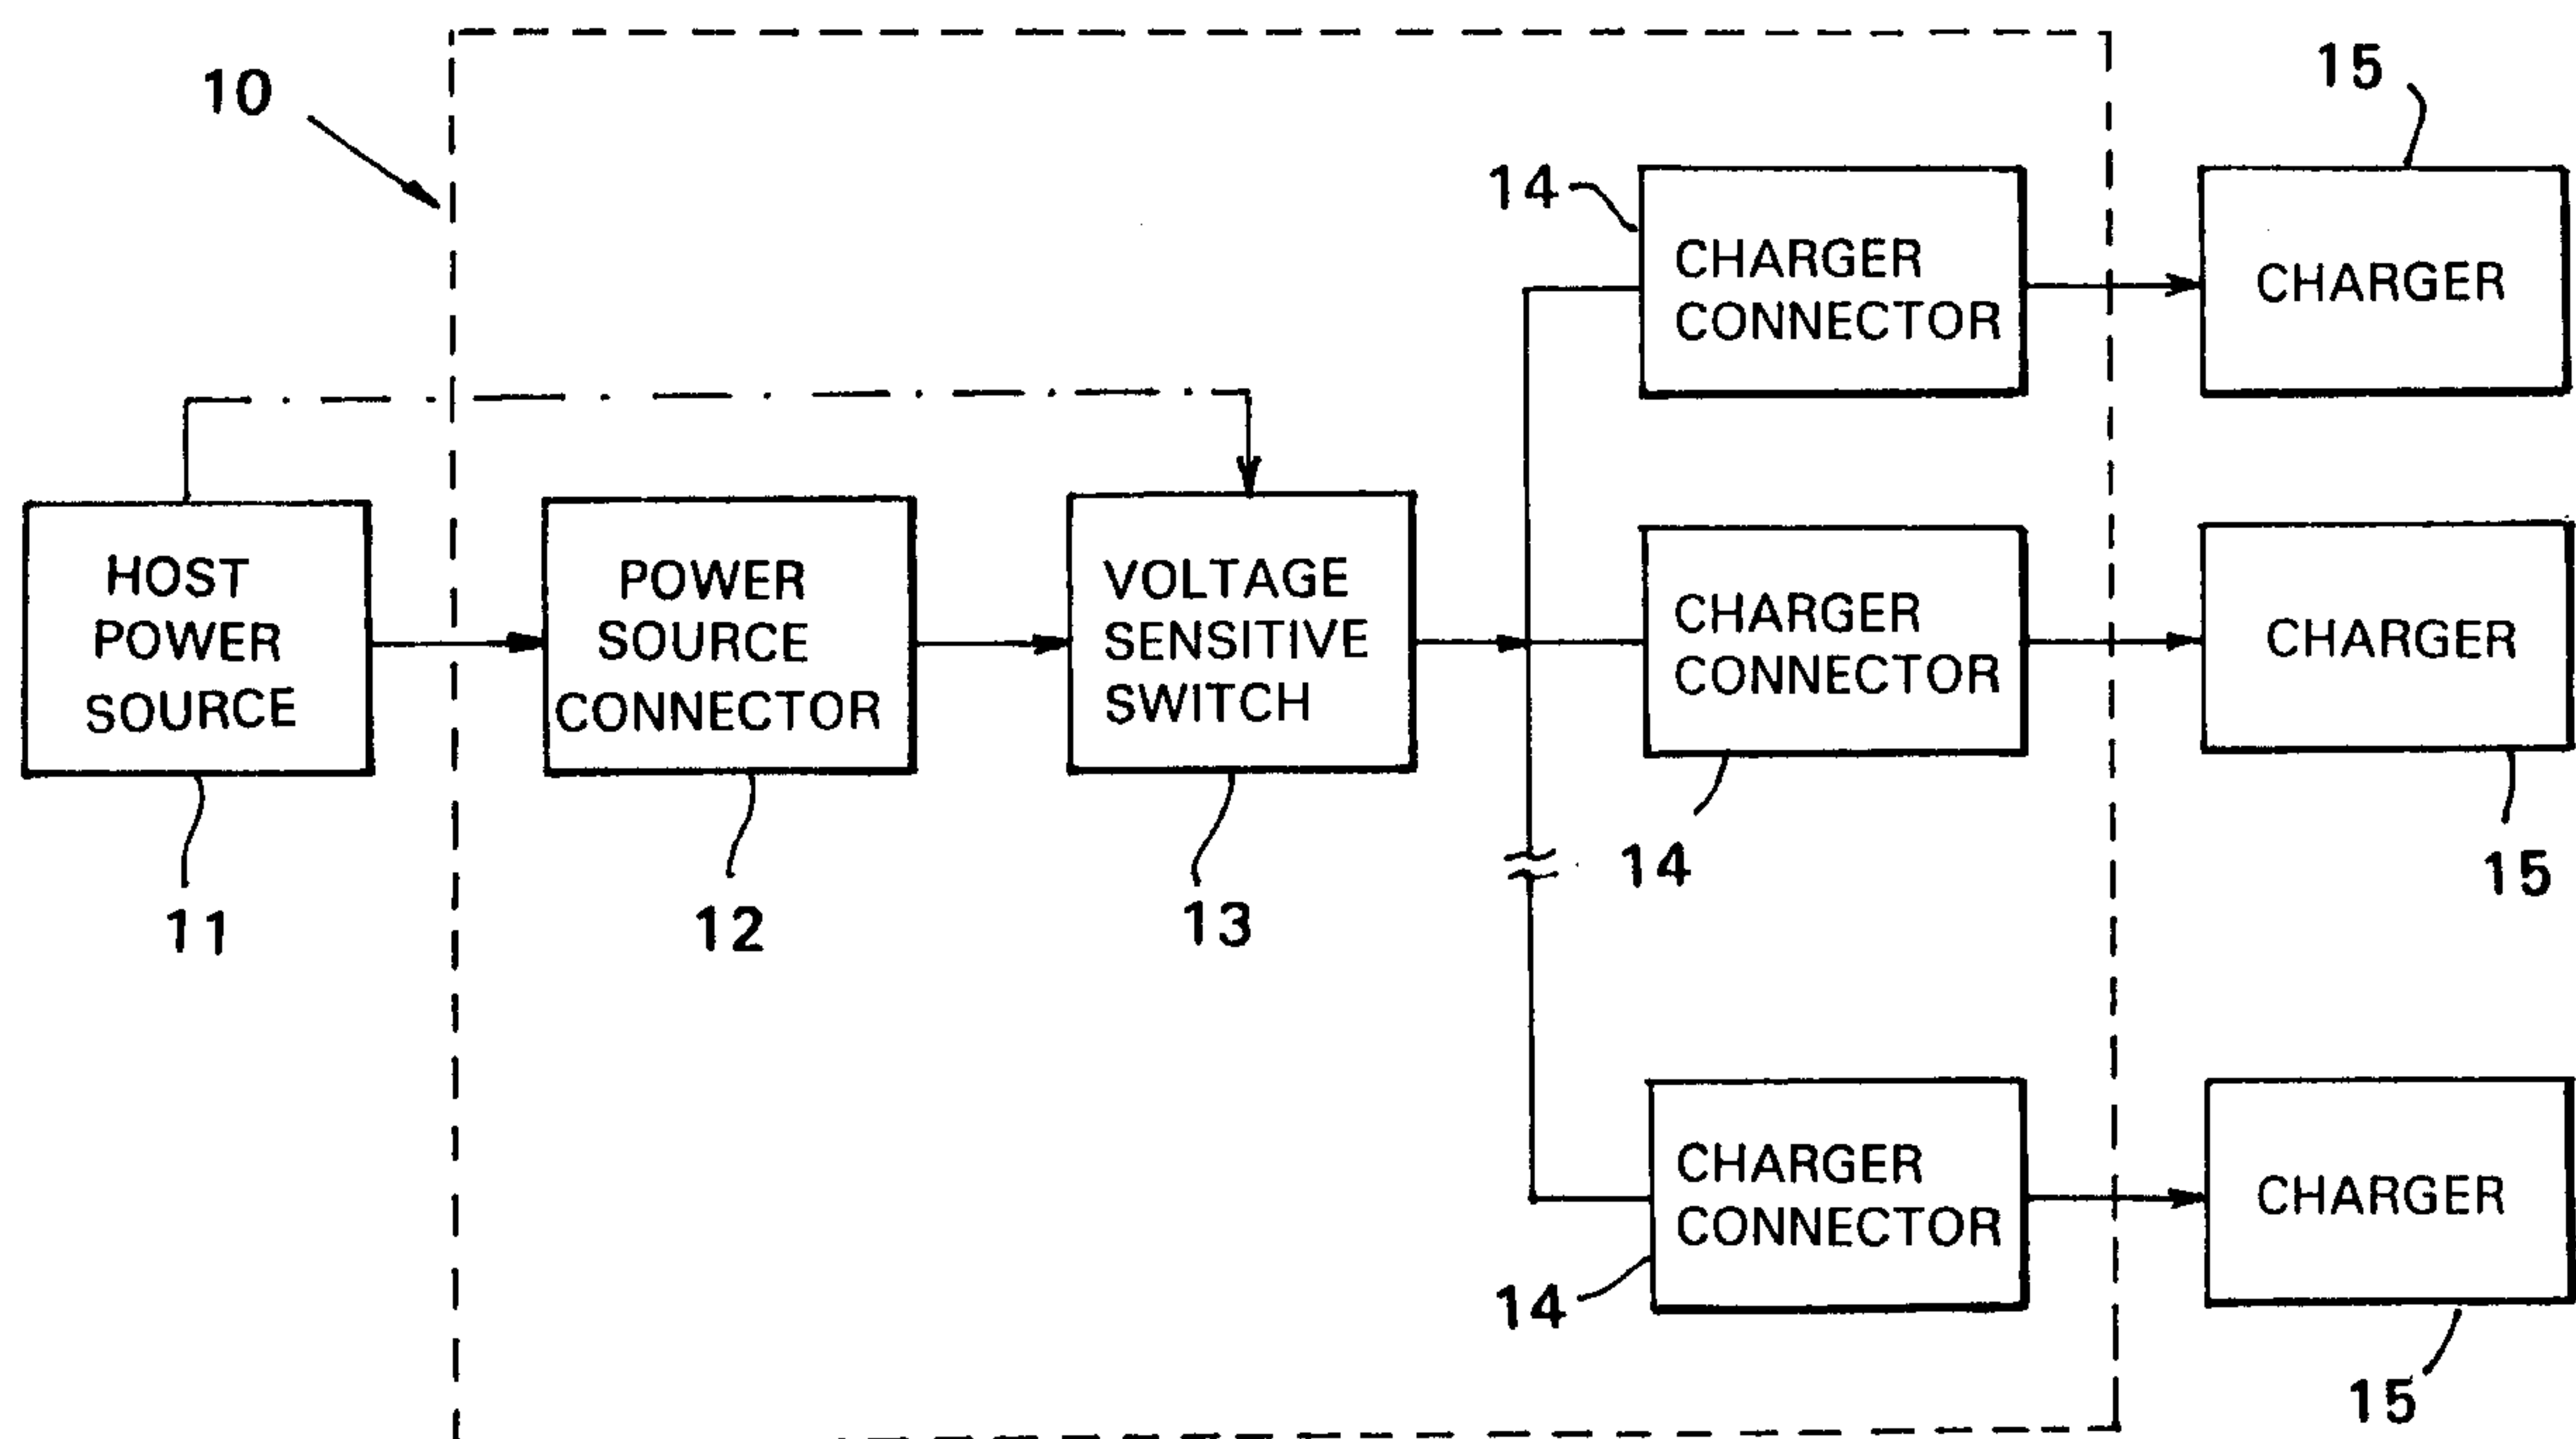 10
15
14
CHARGER
CONNECTOR
CHARGER
HOST
POWER
SOURCE
POWER
SOURCE
CONNECTOR
VOLTAGE
SENSITIVE
SWITCH
CHARGER
CONNECTOR
CHARGER
11
12
13
14
15
CHARGER
CONNECTOR
CHARGER
14
15